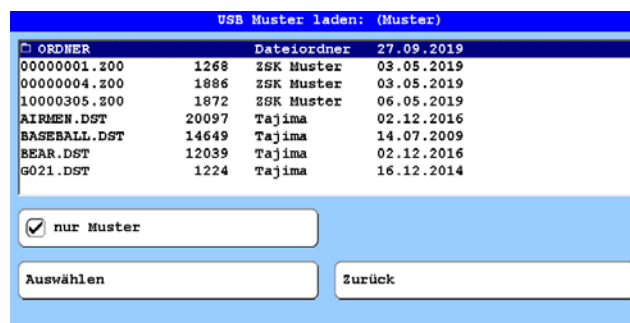 USB Muster laden: (Muster)
ORDNER Dateiordner 27.09.2019
00000001.Z00 1268 ZSK Muster 03.05.2019
00000004.Z00 1886 ZSK Muster 03.05.2019
10000305.Z00 1872 ZSK Muster 06.05.2019
AIRMEN.DST 20097 Tajima 02.12.2016
BASEBALL.DST 14649 Tajima 14.07.2009
BEAR.DST 12039 Tajima 02.12.2016
G021.DST 1224 Tajima 16.12.2014
nur Muster
Auswählen Zurück